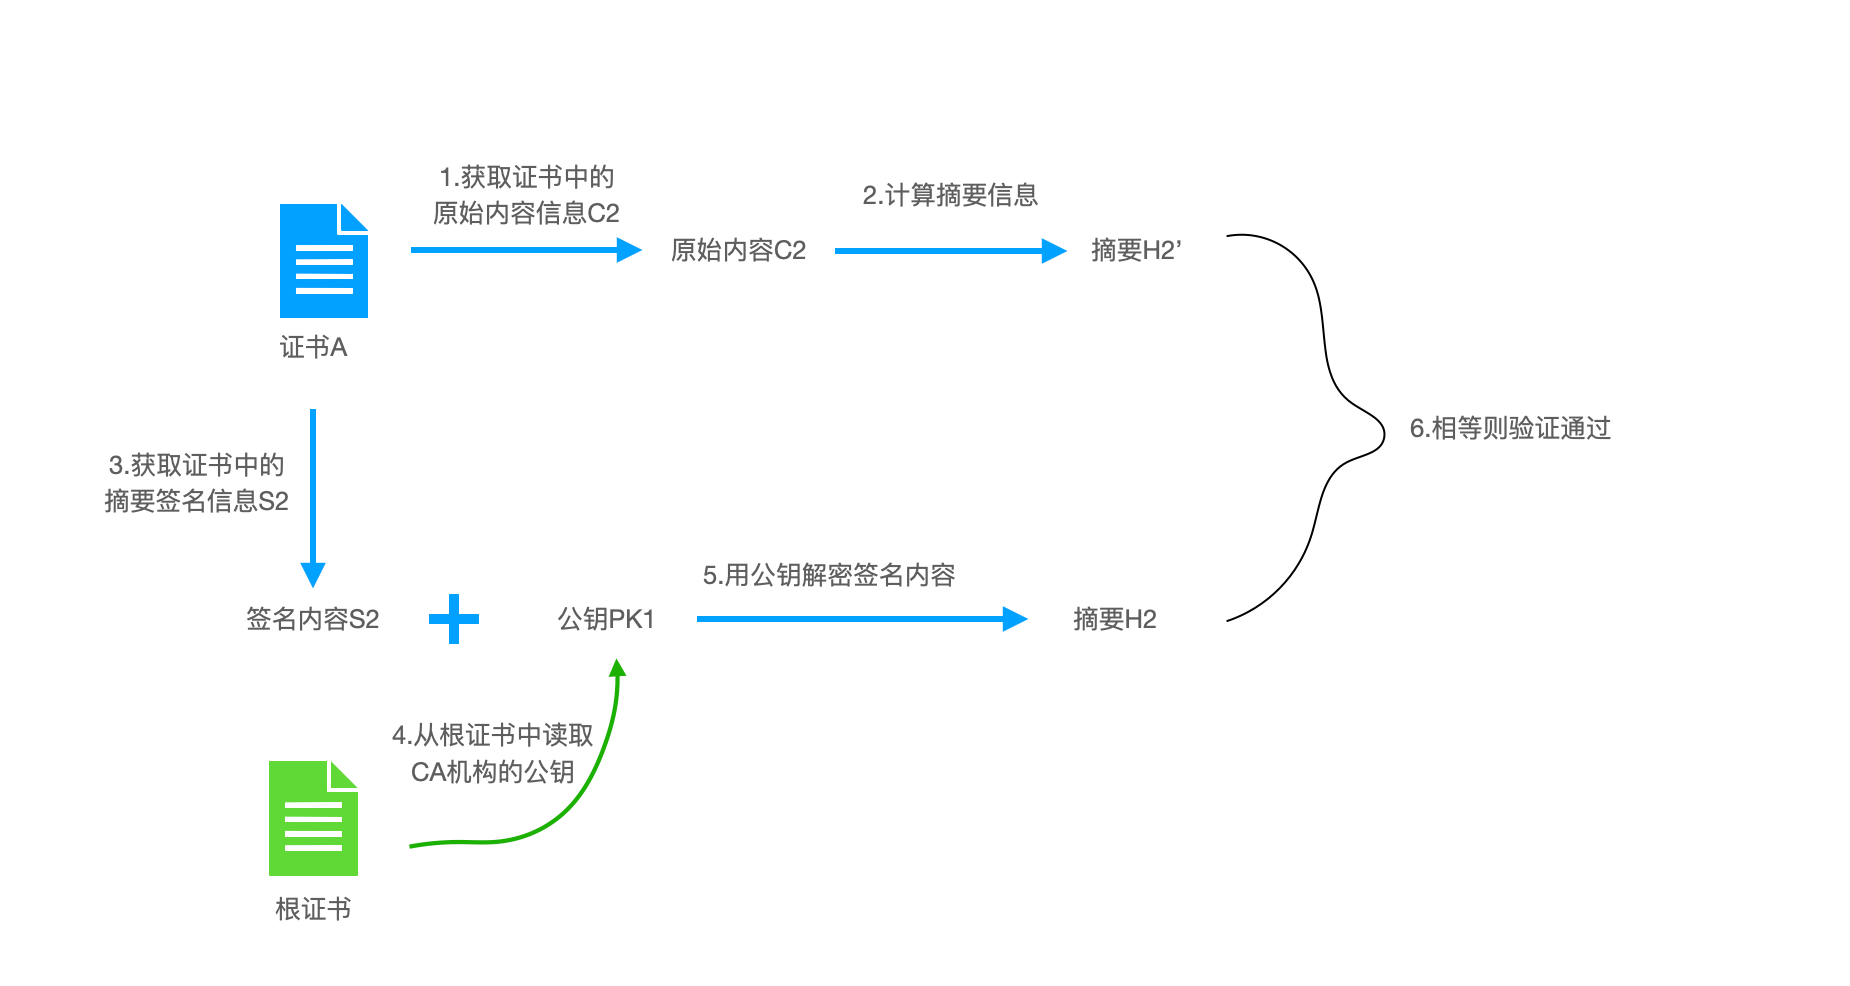 1.获取证书中的
原始内容信息C2
2.计算摘要信息
原始内容C2
摘要H2’
证书A
6.相等则验证通过
3.获取证书中的
摘要签名信息S2
5.用公钥解密签名内容
签名内容S2
公钥PK1
摘要H2
4.从根证书中读取
CA机构的公钥
根证书